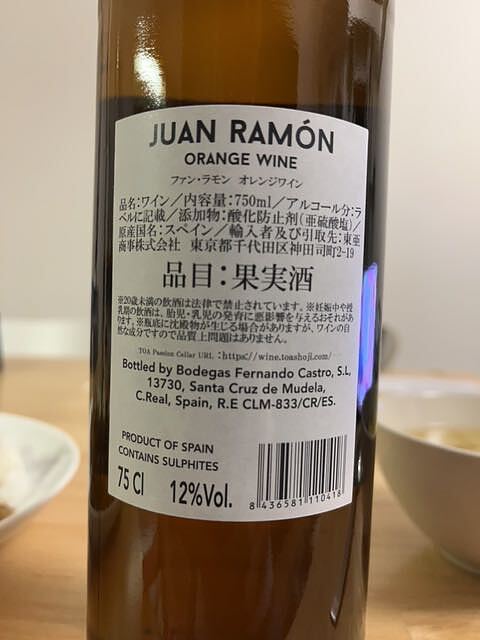 JUAN RAMÓN
ORANGE WINE
ファン・ラモン オレンジワイン
品名:ワイン/内容量:750ml/アルコール分:ラ
ベルに記載/添加物:酸化防止剤(亜硫酸塩)/
原産国名:スペイン/輸入者及び引取先:東亜
商事株式会社 東京都千代田区神田司町2-19
品目:果実酒
※20歳未満の飲酒は法律で禁止されています。※妊娠中や授
乳期の飲酒は、胎児・乳児の発育に悪影響を与えるおそれがあ
ります。※瓶底に沈殿物が生じる場合がありますが、ワインの自
然な成分ですので品質上問題はありません。
TOA Passion Cellar URL :https://wine.toashoji.com/
Bottled by Bodegas Fernando Castro, S.L,
13730, Santa Cruz de Mudela,
C.Real, Spain, R.E CLM-833/CR/ES.
PRODUCT OF SPAIN
CONTAINS SULPHITES
75 Cl 12%Vol.
8 436581 110418